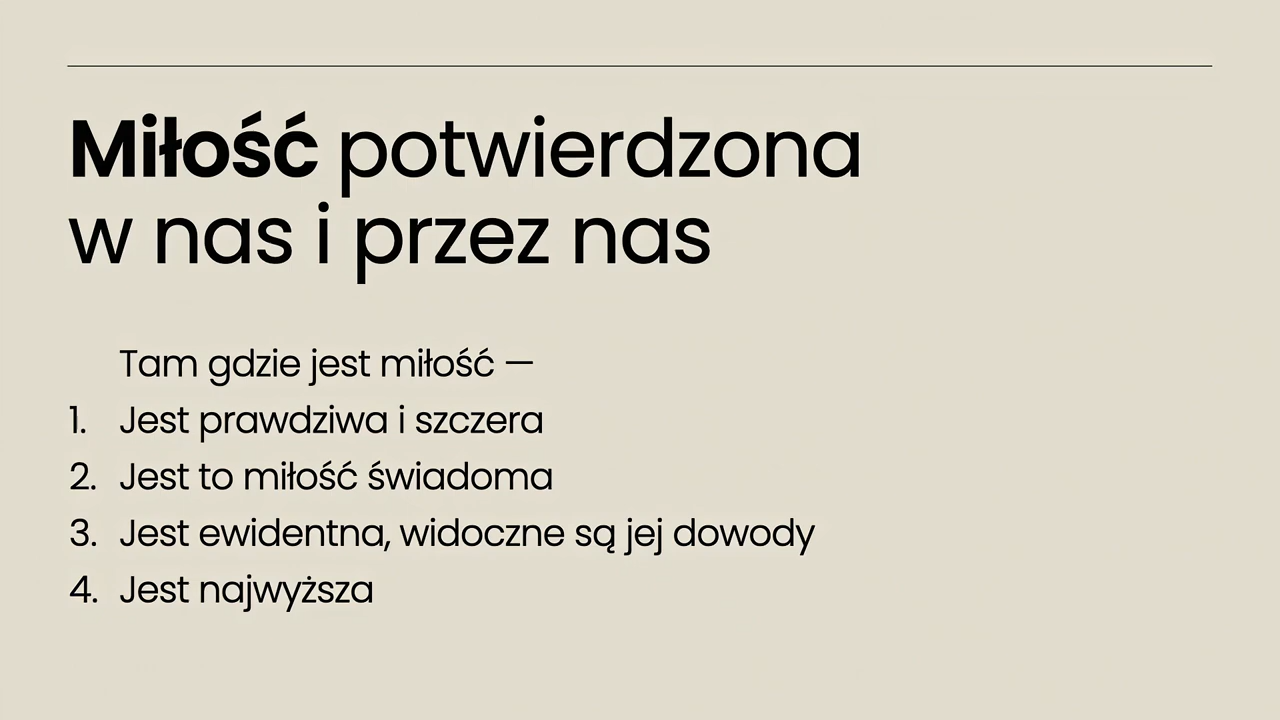 Miłość potwierdzona
w nas i przez nas
Tam gdzie jest miłość —
1. Jest prawdziwa i szczera
2. Jest to miłość świadoma
3. Jest ewidentna, widoczne są jej dowody
4. Jest najwyższa